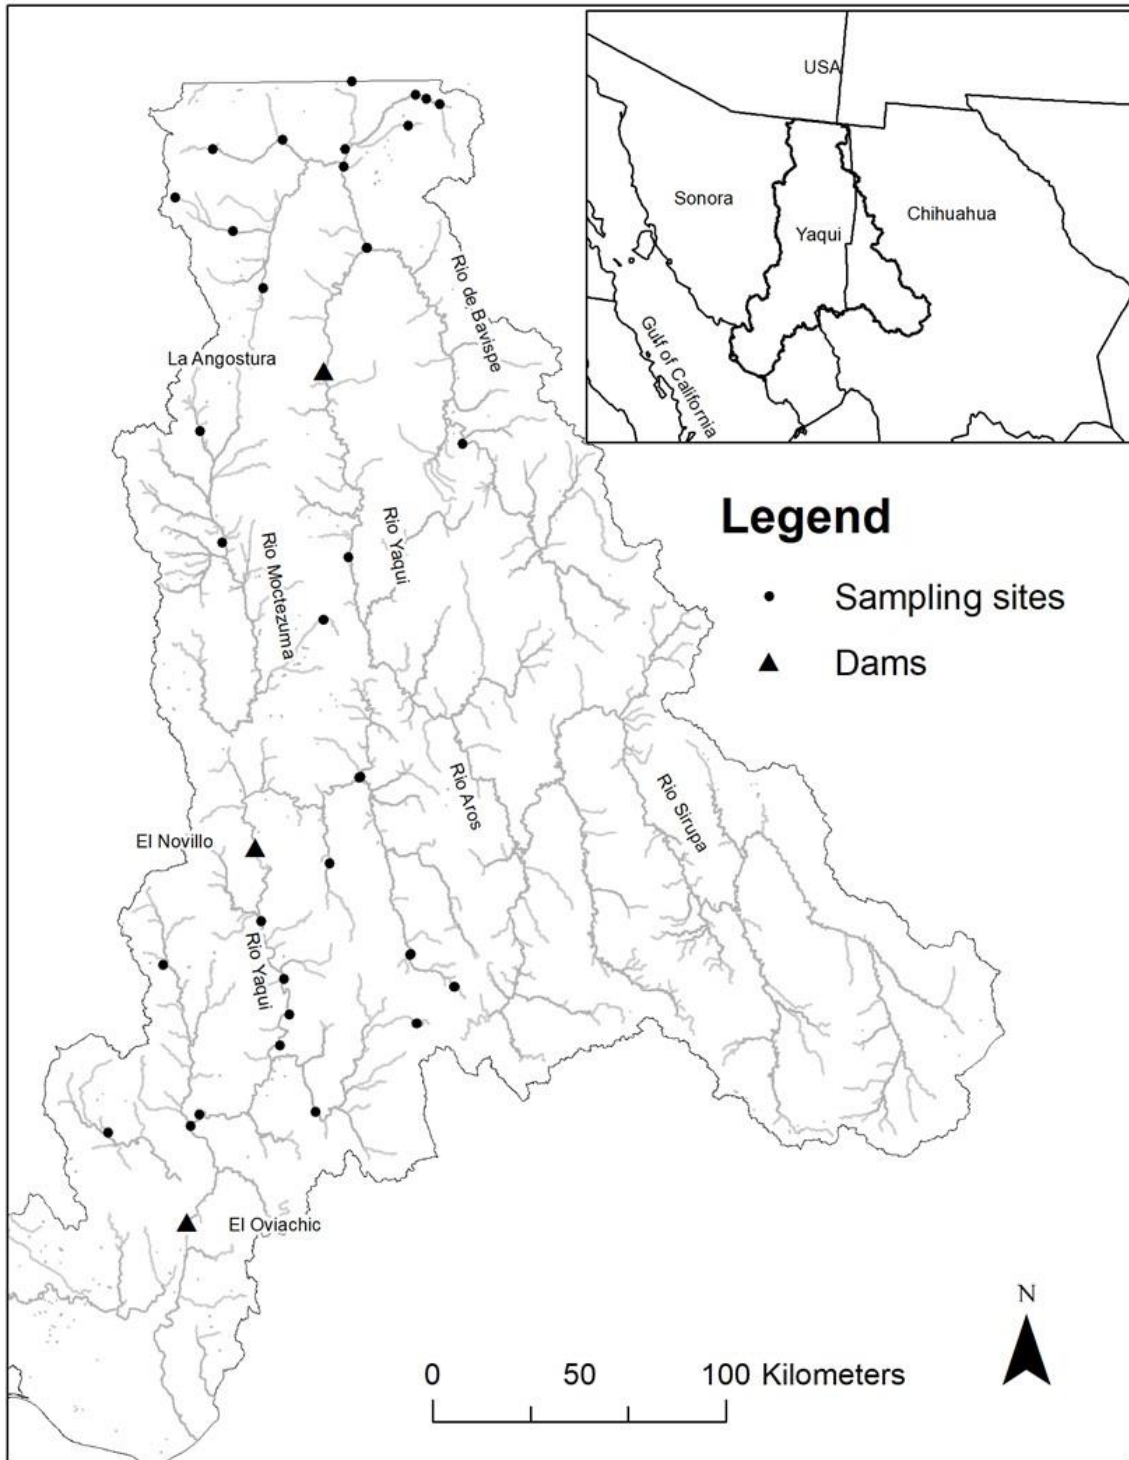 USA
Sonora
Chihuahua
Yaqui
Gulf of California
Rio de Bavispe
La Angostura
Legend
Rio Yaqui
Rio Moctezuma
Sampling sites
Dams
Rio Aros
Rio Sirupa
El Novillo
Rio Yaqui
El Oviachic
N
0 50 100 Kilometers